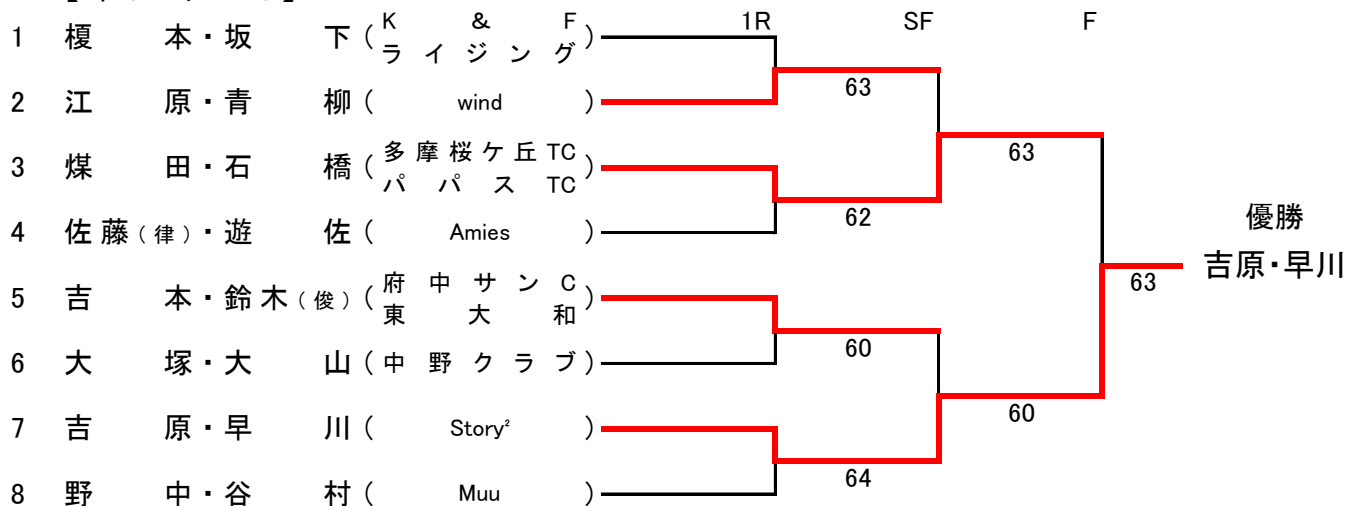 1R SF F
1 榎本・坂下 (K & F ライジング)
63
2 江原・青柳 (wind)
63
3 煤田・石橋 (多摩桜ケ丘TC パパスTC)
62
4 佐藤(律)・遊佐 (Amies)
優勝
吉原・早川
63
5 吉本・鈴木(俊) (府中サンC 東大和)
60
6 大塚・大山 (中野クラブ)
60
7 吉原・早川 (Story²)
64
8 野中・谷村 (Muu)